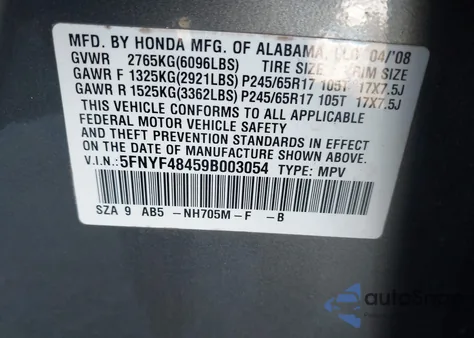 MFD. BY HONDA MFG. OF ALABAMA, LLC 04/'08
GVWR 2765KG(6096LBS) TIRE SIZE RIM SIZE
GAWR F 1325KG(2921LBS) P245/65R17 105T 17X7.5J
GAWR R 1525KG(3362LBS) P245/65R17 105T 17X7.5J
THIS VEHICLE CONFORMS TO ALL APPLICABLE
FEDERAL MOTOR VEHICLE SAFETY
AND THEFT PREVENTION STANDARDS IN EFFECT
ON THE DATE OF MANUFACTURE SHOWN ABOVE.
V.I.N.: 5FNYF48459B003054 TYPE: MPV
SZA 9 AB5 -NH705M-F -B